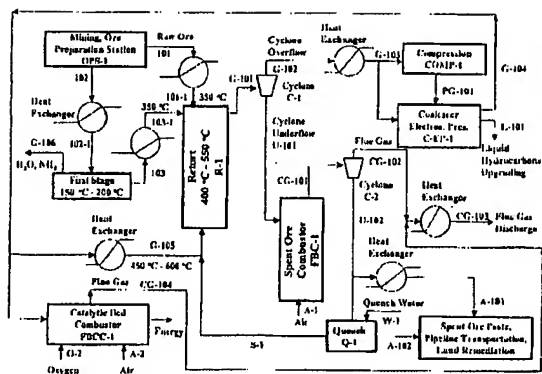 Mining, Ore
Preparation Station
OPS-1
Raw Ore
101
102
Heat
Exchanger
102-1
G-106
H₂O, NH₃
First Stage
150 °C - 200 °C
103
103-1
350 °C
101-1
350 °C
Retort
400 °C - 550 °C
R-1
G-101
Cyclone
Overflow
G-102
Cyclone
C-1
Cyclone
Underflow
U-101
Heat
Exchanger
G-103
Compression
COMP-1
PG-101
Coalescer
Electron. Prec.
C-EP-1
G-104
L-101
Liquid
Hydrocarbons
Upgrading
Flue Gas
CG-102
Cyclone
C-2
U-102
CG-101
Spent Ore
Combustor
FBC-1
A-1
Air
Heat
Exchanger
CG-103
Flue Gas
Discharge
Heat
Exchanger
A-101
Quench Water
W-1
Quench
Q-1
A-102
Spent Ore Paste,
Pipeline Transportation,
Land Remediation
S-1
Heat
Exchanger
G-105
450 °C - 600 °C
Flue Gas
CG-104
Catalytic Bed
Combustor
FBCC-1
Energy
O-2
Oxygen
A-2
Air